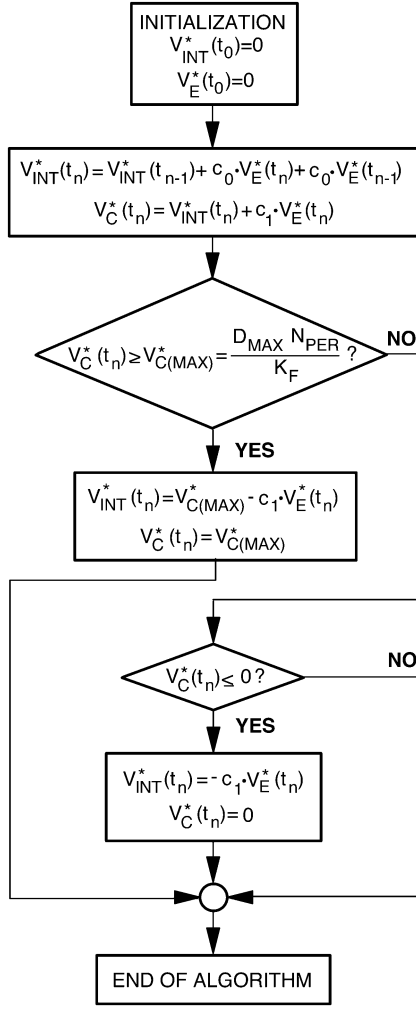 INITIALIZATION
V*INT(t0)=0
V*E(t0)=0
V*INT(tn)=V*INT(tn-1)+ c0·V*E(tn)+ c0·V*E(tn-1)
V*C(tn)=V*INT(tn)+ c1·V*E(tn)
V*C(tn)≥V*C(MAX)=DMAX NPER/KF ?
NO
YES
V*INT(tn)=V*C(MAX)- c1·V*E(tn)
V*C(tn)=V*C(MAX)
V*C(tn)≤ 0?
NO
YES
V*INT(tn)=- c1·V*E(tn)
V*C(tn)=0
END OF ALGORITHM